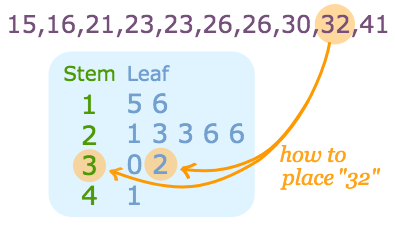 15,16,21,23,23,26,26,30,32,41
Stem Leaf
1 5 6
2 1 3 3 6 6
3 0 2
4 1
how to
place "32"